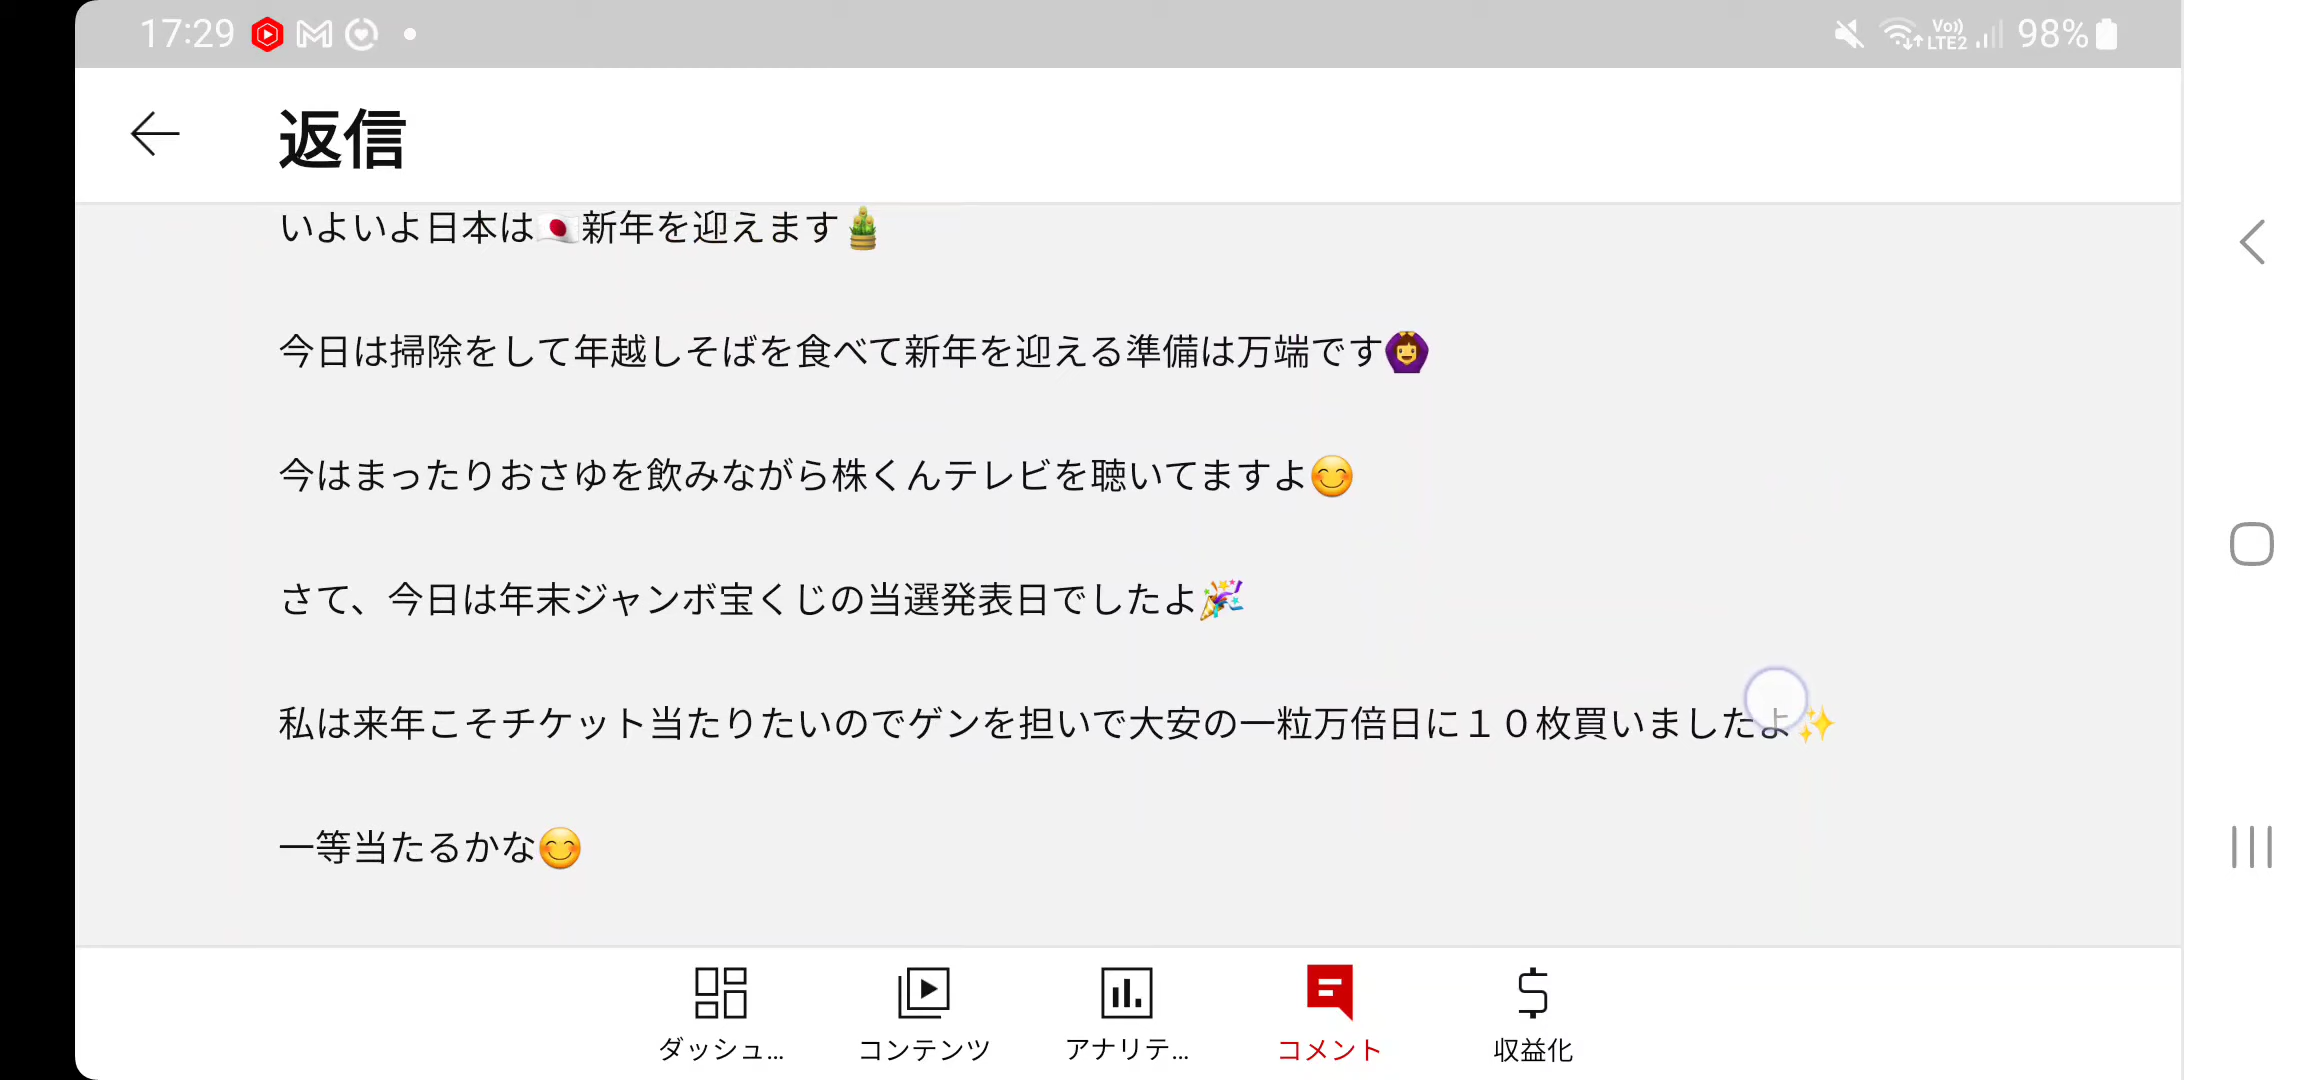 17:29 Vo)) LTE2 98%
返信
いよいよ日本は🇯🇵新年を迎えます🎍
今日は掃除をして年越しそばを食べて新年を迎える準備は万端です🙆
今はまったりおさゆを飲みながら株くんテレビを聴いてますよ😊
さて、今日は年末ジャンボ宝くじの当選発表日でしたよ🎉
私は来年こそチケット当たりたいのでゲンを担いで大安の一粒万倍日に１０枚買いましたよ✨
一等当たるかな😊
ダッシュ... コンテンツ アナリテ... コメント 収益化